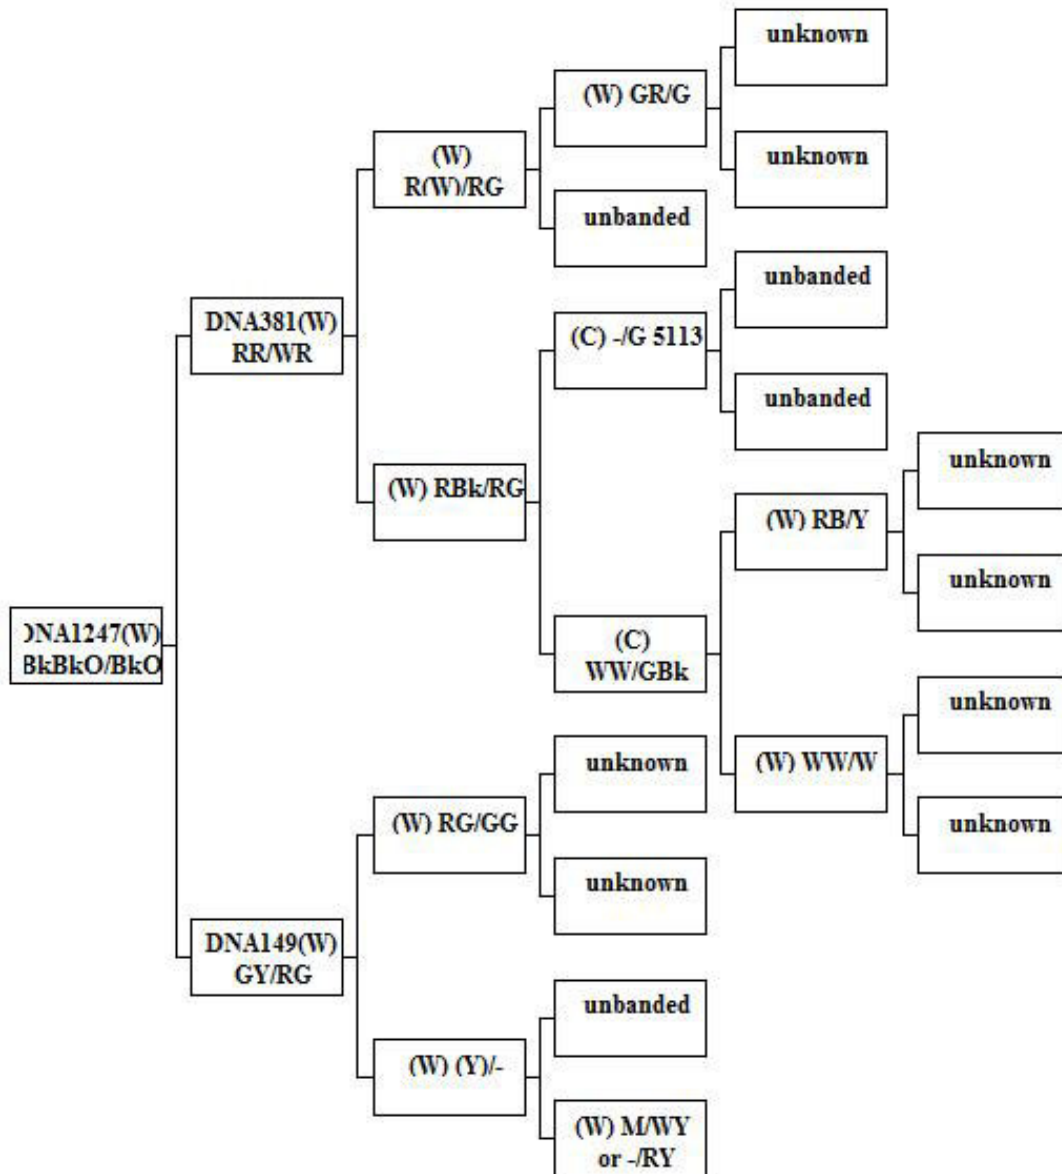 unknown
(W) GR/G
unknown
(W)
R(W)/RG
unbanded
unbanded
DNA381(W)
RR/WR
(C) -/G 5113
unbanded
unknown
(W) RBk/RG
(W) RB/Y
unknown
DNA1247(W)
BkBkO/BkO
(C)
WW/GBk
unknown
unknown
(W) WW/W
(W) RG/GG
unknown
unknown
DNA149(W)
GY/RG
unbanded
(W) (Y)/-
(W) M/WY
or -/RY